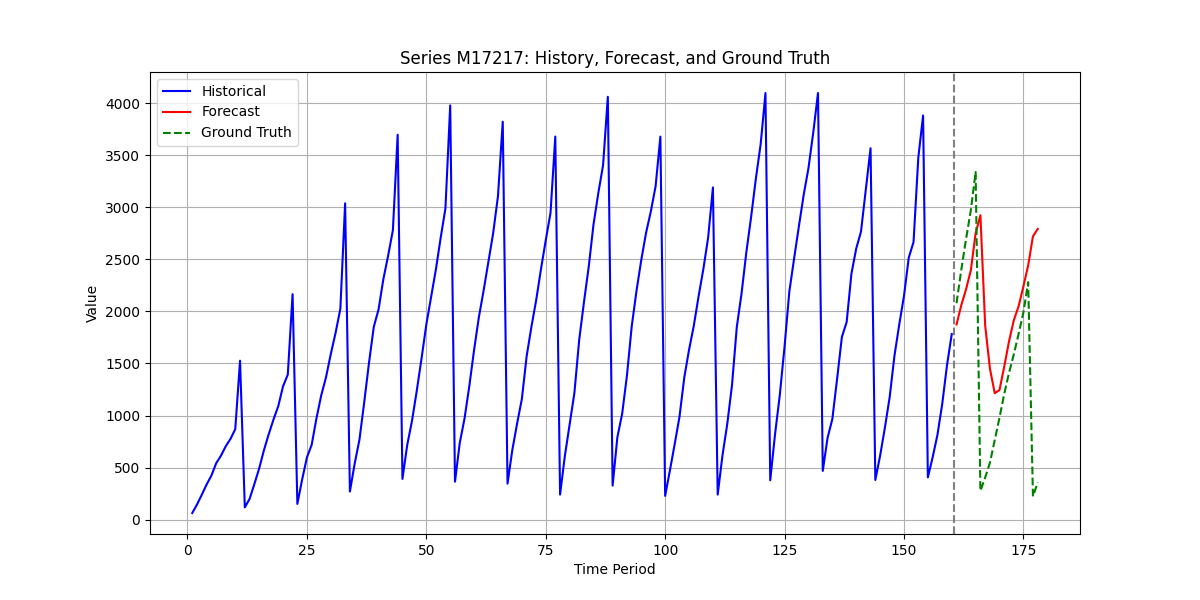 Series M17217: History, Forecast, and Ground Truth
Historical
Forecast
Ground Truth
4000
3500
3000
2500
2000
1500
1000
500
0
Value
0 25 50 75 100 125 150 175
Time Period